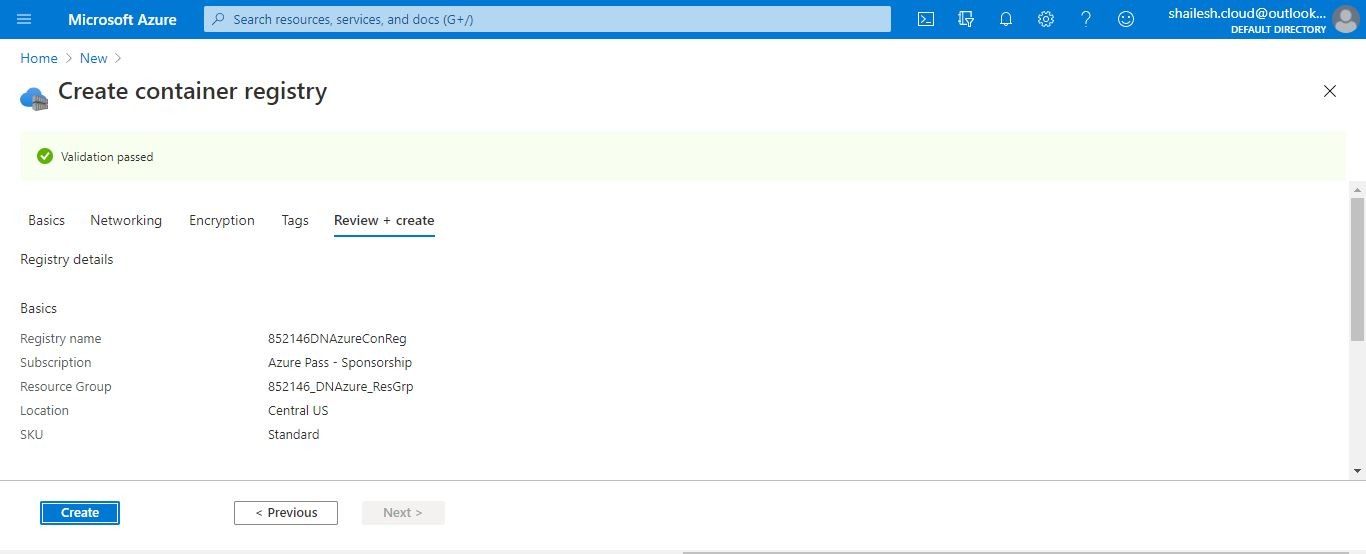 Microsoft Azure
Search resources, services, and docs (G+/)
shailesh.cloud@outlook...
DEFAULT DIRECTORY
Home > New >
Create container registry
Validation passed
Basics Networking Encryption Tags Review + create
Registry details
Basics
Registry name 852146DNAzureConReg
Subscription Azure Pass - Sponsorship
Resource Group 852146_DNAzure_ResGrp
Location Central US
SKU Standard
Create < Previous Next >